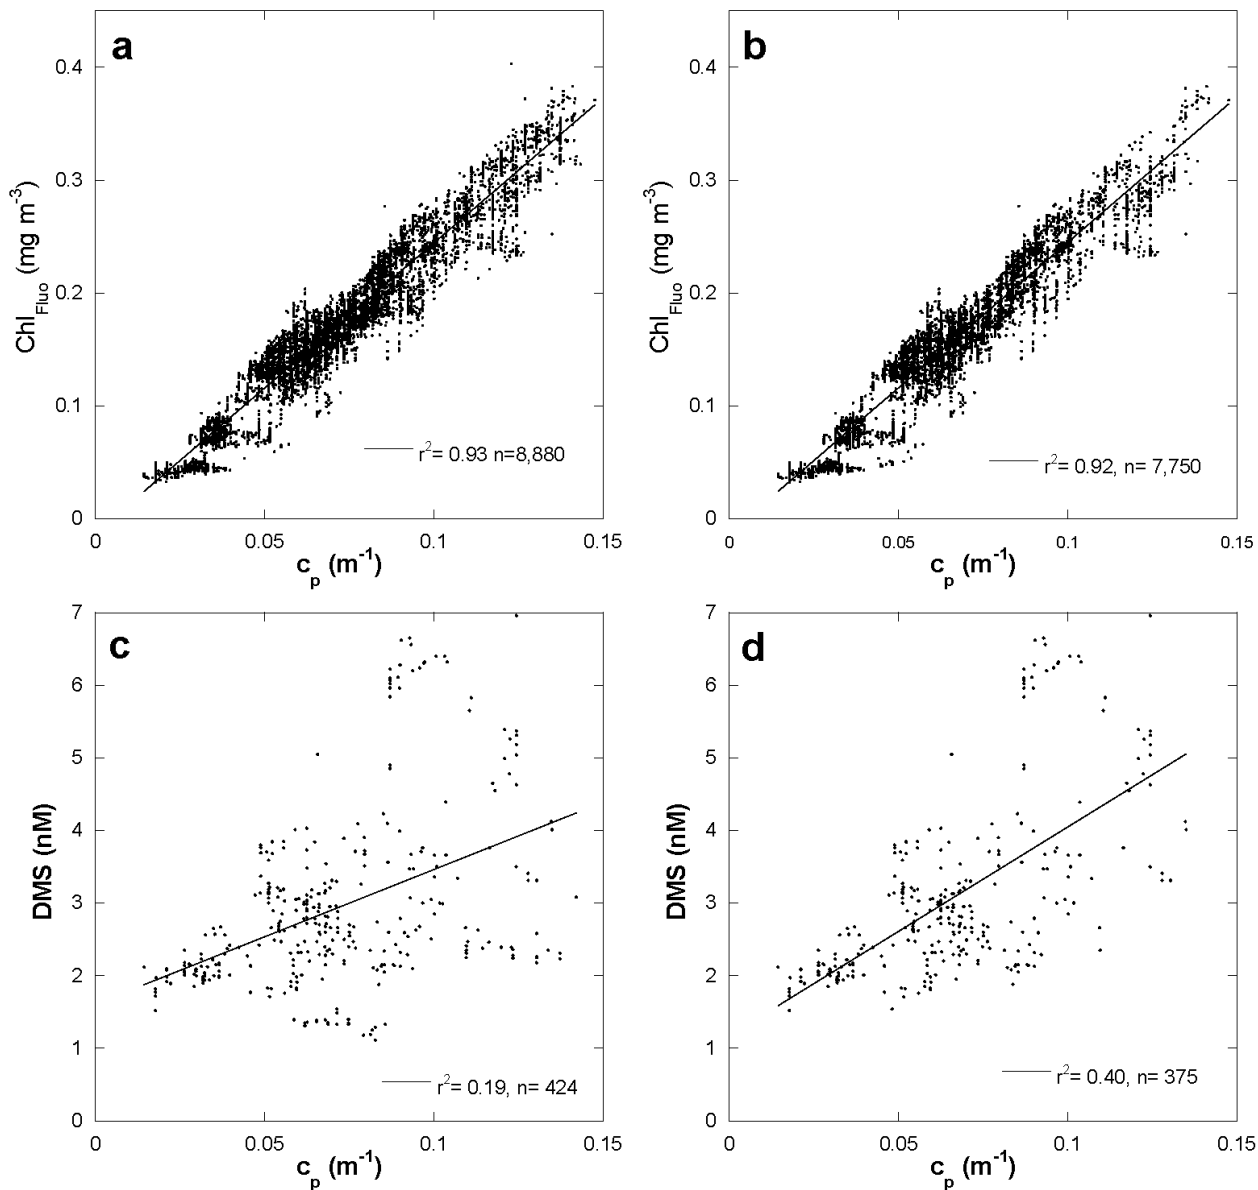 a
0.4
0.3
0.2
0.1
0
Chl_Fluo (mg m^-3)
r^2= 0.93 n=8,880
0 0.05 0.1 0.15
c_p (m^-1)
b
0.4
0.3
0.2
0.1
0
Chl_Fluo (mg m^-3)
r^2= 0.92, n= 7,750
0 0.05 0.1 0.15
c_p (m^-1)
c
7
6
5
4
3
2
1
0
DMS (nM)
r^2= 0.19, n= 424
0 0.05 0.1 0.15
c_p (m^-1)
d
7
6
5
4
3
2
1
0
DMS (nM)
r^2= 0.40, n= 375
0 0.05 0.1 0.15
c_p (m^-1)